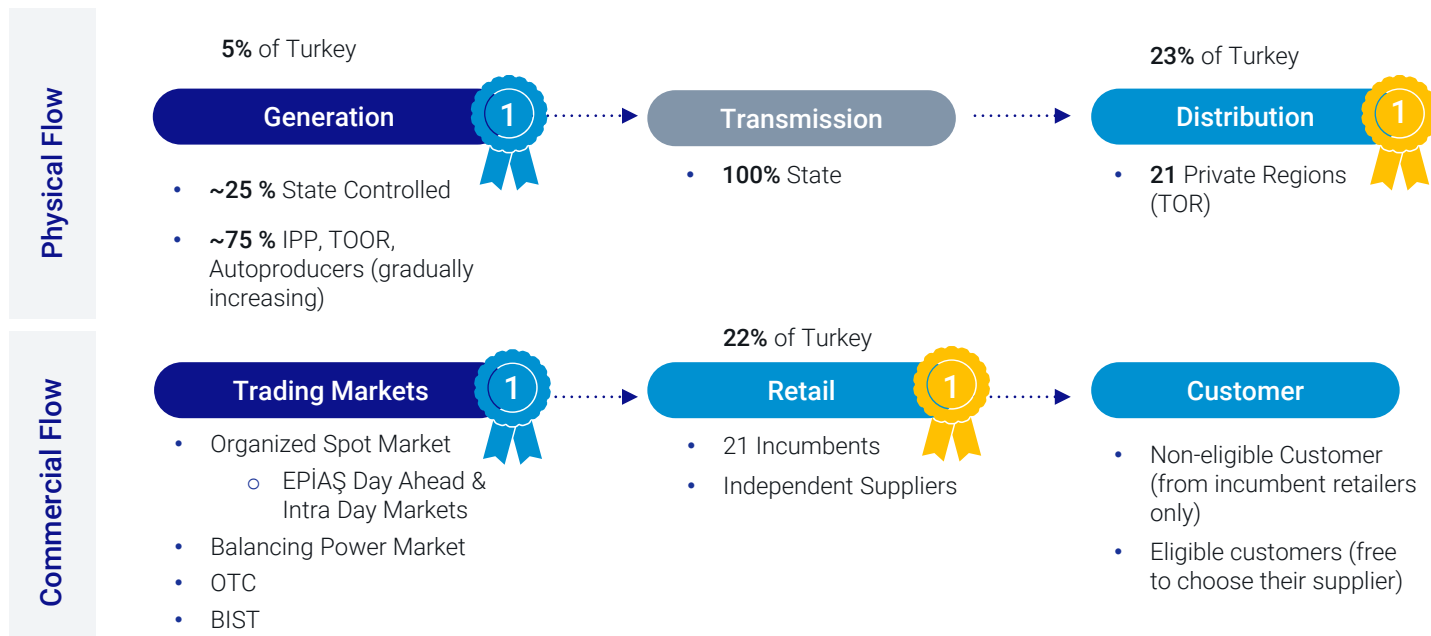 Physical Flow
5% of Turkey
Generation
1
• ~25 % State Controlled
• ~75 % IPP, TOOR,
Autoproducers (gradually
increasing)
Transmission
• 100% State
23% of Turkey
Distribution
1
• 21 Private Regions
(TOR)
Commercial Flow
Trading Markets
1
• Organized Spot Market
o EPİAŞ Day Ahead &
Intra Day Markets
• Balancing Power Market
• OTC
• BIST
22% of Turkey
Retail
1
• 21 Incumbents
• Independent Suppliers
Customer
• Non-eligible Customer
(from incumbent retailers
only)
• Eligible customers (free
to choose their supplier)